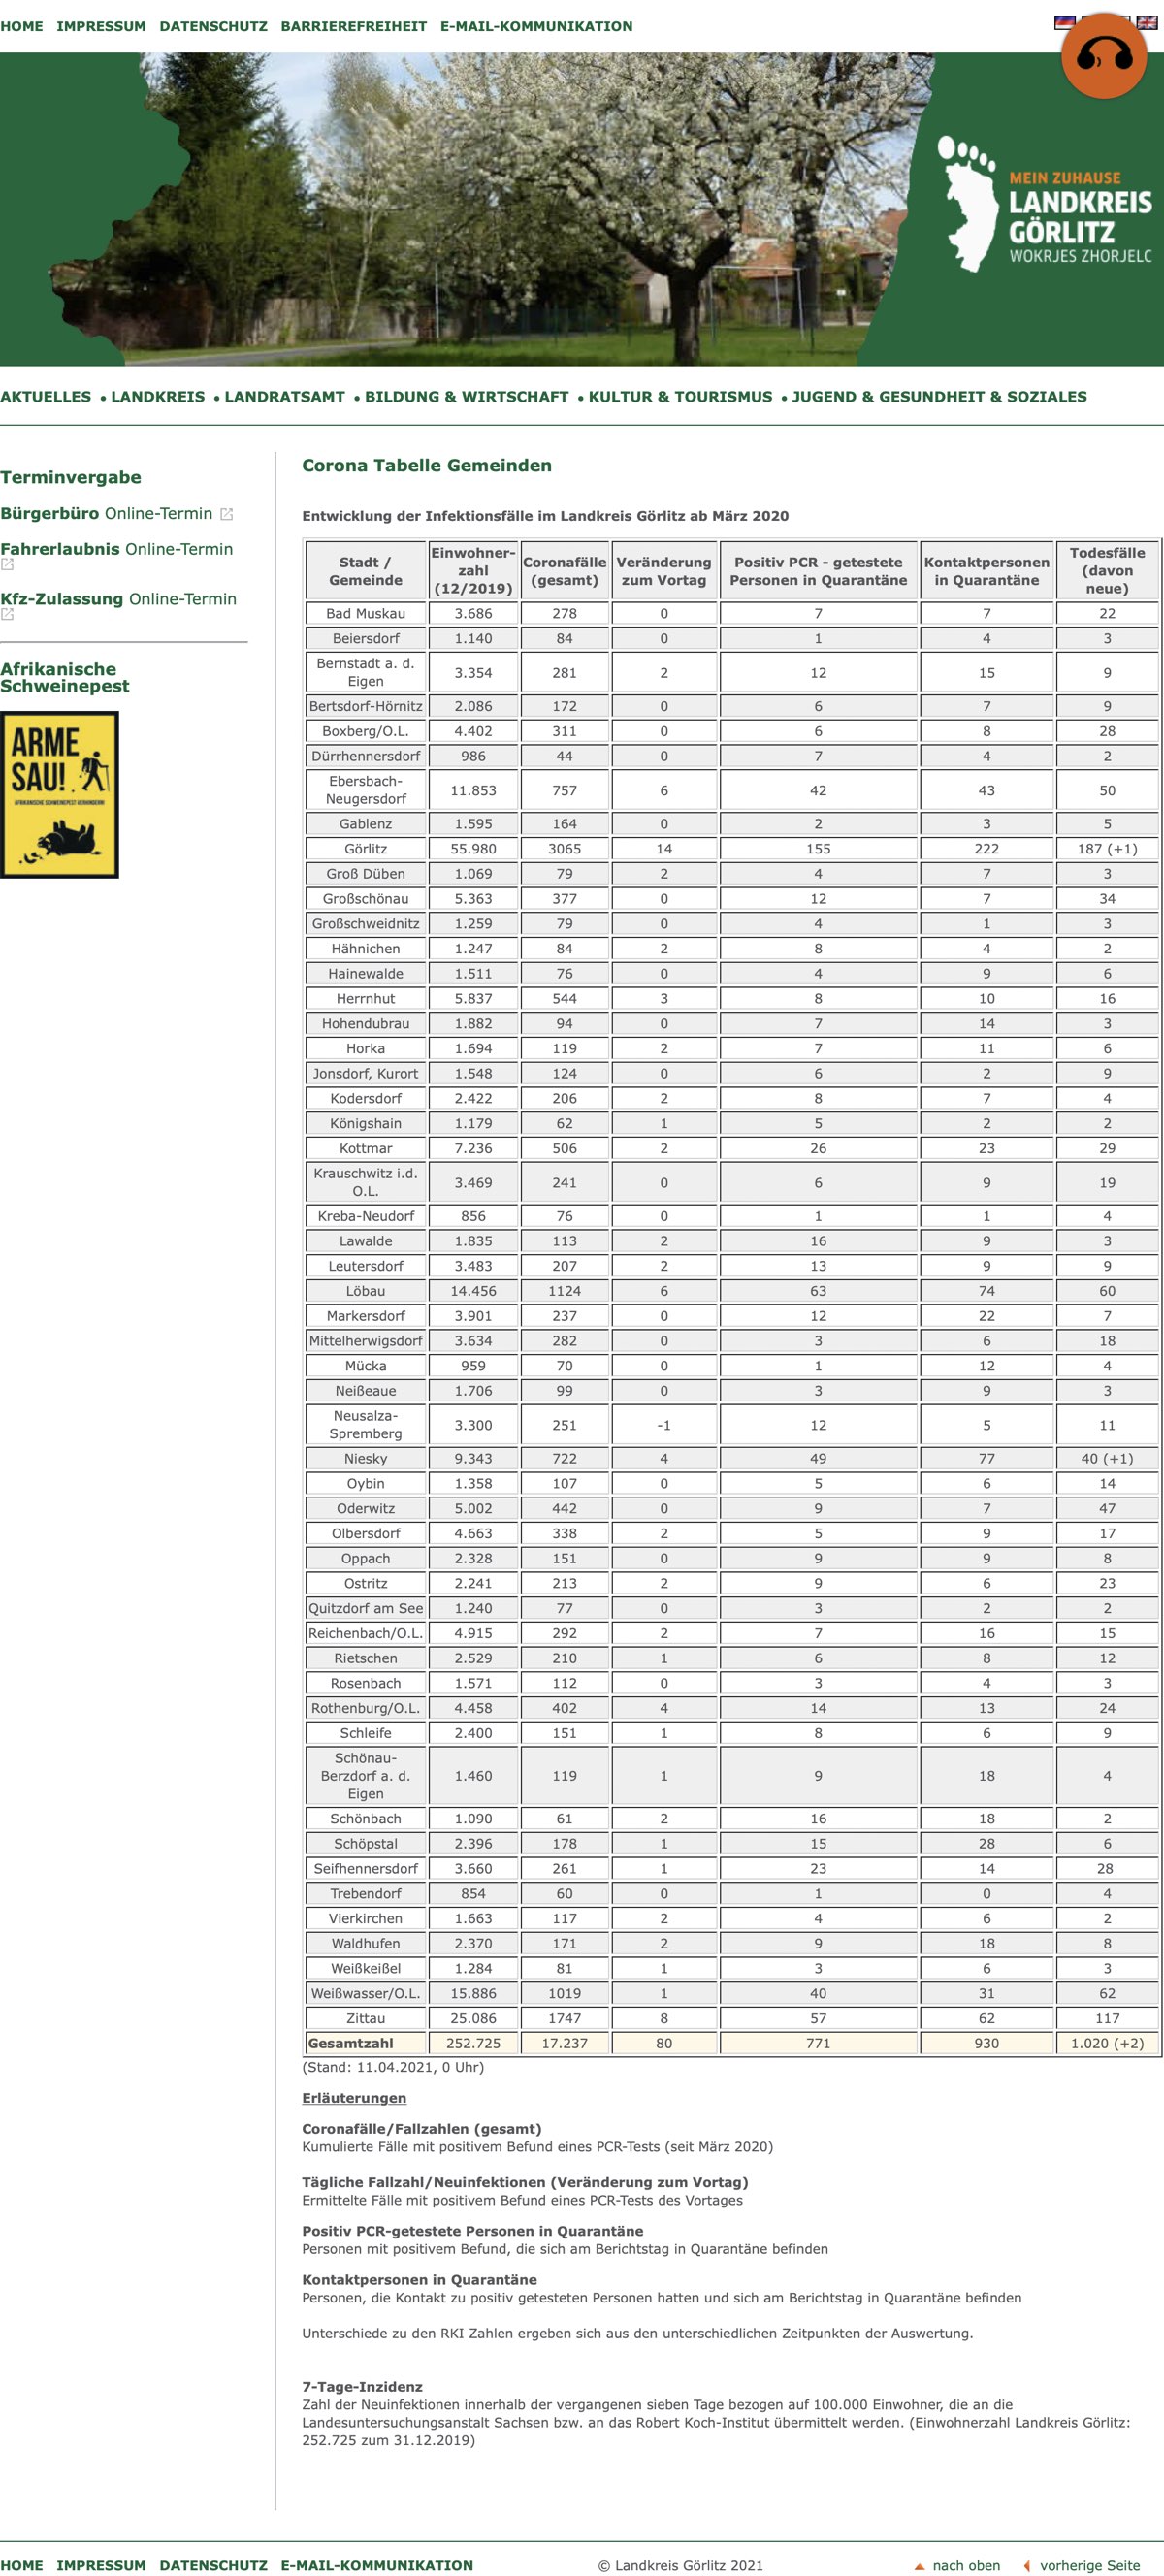 HOME IMPRESSUM DATENSCHUTZ BARRIEREFREIHEIT E-MAIL-KOMMUNIKATION
MEIN ZUHAUSE
LANDKREIS
GÖRLITZ
WOKRJES ZHORJELC
AKTUELLES • LANDKREIS • LANDRATSAMT • BILDUNG & WIRTSCHAFT • KULTUR & TOURISMUS • JUGEND & GESUNDHEIT & SOZIALES
Terminvergabe
Bürgerbüro Online-Termin
Fahrerlaubnis Online-Termin
Kfz-Zulassung Online-Termin
Afrikanische
Schweinepest
ARME
SAU!
AFRIKANISCHE SCHWEINEPEST VERHINDERN!
Corona Tabelle Gemeinden
Entwicklung der Infektionsfälle im Landkreis Görlitz ab März 2020
Stadt / Gemeinde Einwohner-zahl (12/2019) Coronafälle (gesamt) Veränderung zum Vortag Positiv PCR - getestete Personen in Quarantäne Kontaktpersonen in Quarantäne Todesfälle (davon neue)
Bad Muskau 3.686 278 0 7 7 22
Beiersdorf 1.140 84 0 1 4 3
Bernstadt a. d. Eigen 3.354 281 2 12 15 9
Bertsdorf-Hörnitz 2.086 172 0 6 7 9
Boxberg/O.L. 4.402 311 0 6 8 28
Dürrhennersdorf 986 44 0 7 4 2
Ebersbach-Neugersdorf 11.853 757 6 42 43 50
Gablenz 1.595 164 0 2 3 5
Görlitz 55.980 3065 14 155 222 187 (+1)
Groß Düben 1.069 79 2 4 7 3
Großschönau 5.363 377 0 12 7 34
Großschweidnitz 1.259 79 0 4 1 3
Hähnichen 1.247 84 2 8 4 2
Hainewalde 1.511 76 0 4 9 6
Herrnhut 5.837 544 3 8 10 16
Hohendubrau 1.882 94 0 7 14 3
Horka 1.694 119 2 7 11 6
Jonsdorf, Kurort 1.548 124 0 6 2 9
Kodersdorf 2.422 206 2 8 7 4
Königshain 1.179 62 1 5 2 2
Kottmar 7.236 506 2 26 23 29
Krauschwitz i.d. O.L. 3.469 241 0 6 9 19
Kreba-Neudorf 856 76 0 1 1 4
Lawalde 1.835 113 2 16 9 3
Leutersdorf 3.483 207 2 13 9 9
Löbau 14.456 1124 6 63 74 60
Markersdorf 3.901 237 0 12 22 7
Mittelherwigsdorf 3.634 282 0 3 6 18
Mücka 959 70 0 1 12 4
Neißeaue 1.706 99 0 3 9 3
Neusalza-Spremberg 3.300 251 -1 12 5 11
Niesky 9.343 722 4 49 77 40 (+1)
Oybin 1.358 107 0 5 6 14
Oderwitz 5.002 442 0 9 7 47
Olbersdorf 4.663 338 2 5 9 17
Oppach 2.328 151 0 9 9 8
Ostritz 2.241 213 2 9 6 23
Quitzdorf am See 1.240 77 0 3 2 2
Reichenbach/O.L. 4.915 292 2 7 16 15
Rietschen 2.529 210 1 6 8 12
Rosenbach 1.571 112 0 3 4 3
Rothenburg/O.L. 4.458 402 4 14 13 24
Schleife 2.400 151 1 8 6 9
Schönau-Berzdorf a. d. Eigen 1.460 119 1 9 18 4
Schönbach 1.090 61 2 16 18 2
Schöpstal 2.396 178 1 15 28 6
Seifhennersdorf 3.660 261 1 23 14 28
Trebendorf 854 60 0 1 0 4
Vierkirchen 1.663 117 2 4 6 2
Waldhufen 2.370 171 2 9 18 8
Weißkeißel 1.284 81 1 3 6 3
Weißwasser/O.L. 15.886 1019 1 40 31 62
Zittau 25.086 1747 8 57 62 117
Gesamtzahl 252.725 17.237 80 771 930 1.020 (+2)
(Stand: 11.04.2021, 0 Uhr)
Erläuterungen
Coronafälle/Fallzahlen (gesamt)
Kumulierte Fälle mit positivem Befund eines PCR-Tests (seit März 2020)
Tägliche Fallzahl/Neuinfektionen (Veränderung zum Vortag)
Ermittelte Fälle mit positivem Befund eines PCR-Tests des Vortages
Positiv PCR-getestete Personen in Quarantäne
Personen mit positivem Befund, die sich am Berichtstag in Quarantäne befinden
Kontaktpersonen in Quarantäne
Personen, die Kontakt zu positiv getesteten Personen hatten und sich am Berichtstag in Quarantäne befinden
Unterschiede zu den RKI Zahlen ergeben sich aus den unterschiedlichen Zeitpunkten der Auswertung.
7-Tage-Inzidenz
Zahl der Neuinfektionen innerhalb der vergangenen sieben Tage bezogen auf 100.000 Einwohner, die an die
Landesuntersuchungsanstalt Sachsen bzw. an das Robert Koch-Institut übermittelt werden. (Einwohnerzahl Landkreis Görlitz:
252.725 zum 31.12.2019)
HOME IMPRESSUM DATENSCHUTZ E-MAIL-KOMMUNIKATION © Landkreis Görlitz 2021 nach oben vorherige Seite